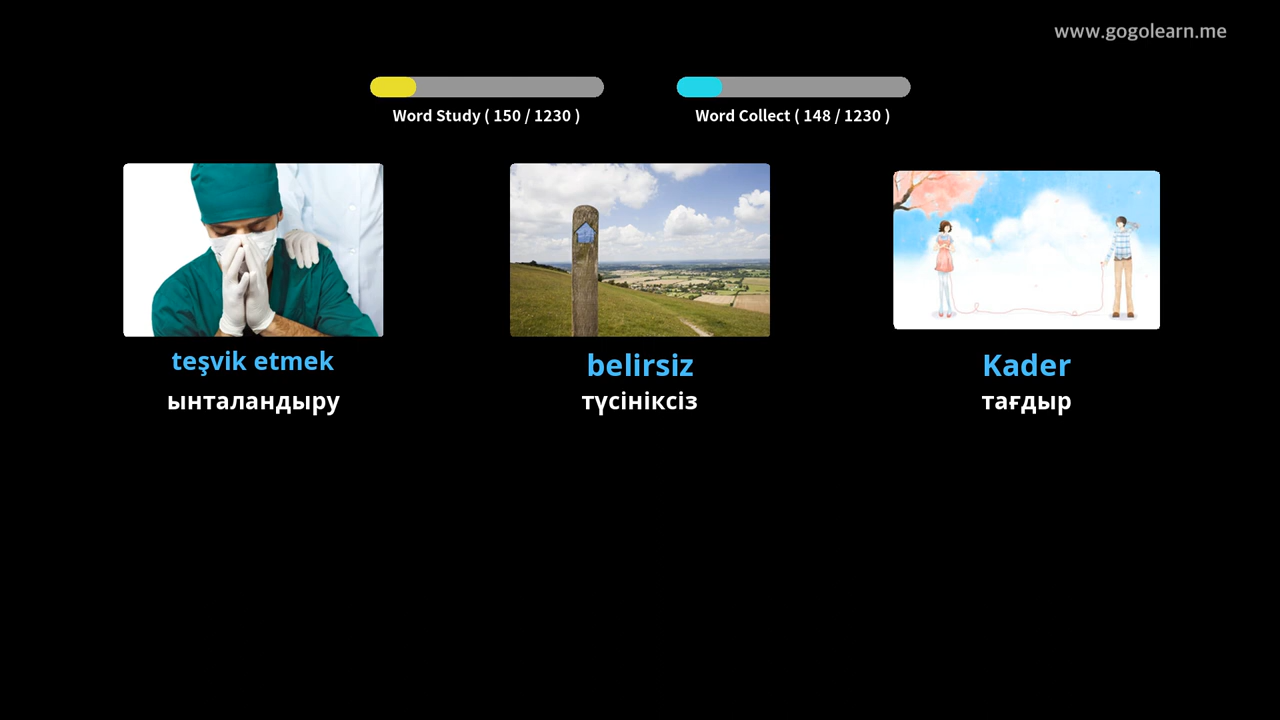 www.gogolearn.me
Word Study ( 150 / 1230 )
Word Collect ( 148 / 1230 )
teşvik etmek
ынталандыру
belirsiz
түсініксіз
Kader
тағдыр